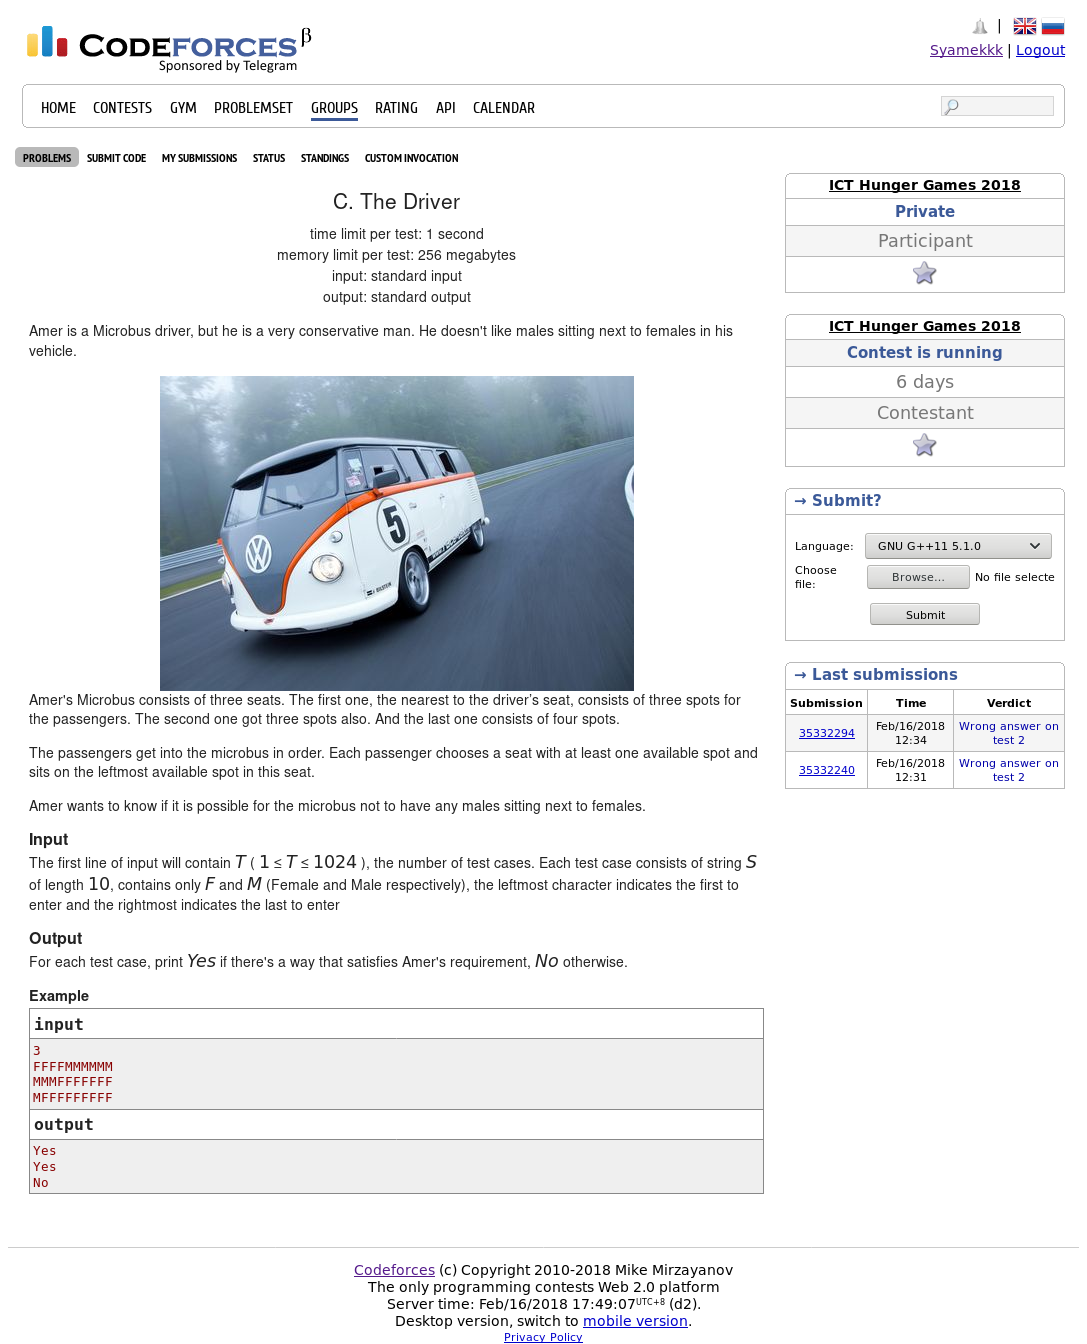 CODEFORCES β
Sponsored by Telegram
|
Syamekkk | Logout
HOME CONTESTS GYM PROBLEMSET GROUPS RATING API CALENDAR
PROBLEMS SUBMIT CODE MY SUBMISSIONS STATUS STANDINGS CUSTOM INVOCATION
C. The Driver
time limit per test: 1 second
memory limit per test: 256 megabytes
input: standard input
output: standard output
Amer is a Microbus driver, but he is a very conservative man. He doesn't like males sitting next to females in his
vehicle.
5
Amer's Microbus consists of three seats. The first one, the nearest to the driver's seat, consists of three spots for
the passengers. The second one got three spots also. And the last one consists of four spots.
The passengers get into the microbus in order. Each passenger chooses a seat with at least one available spot and
sits on the leftmost available spot in this seat.
Amer wants to know if it is possible for the microbus not to have any males sitting next to females.
Input
The first line of input will contain T ( 1 ≤ T ≤ 1024 ), the number of test cases. Each test case consists of string S
of length 10, contains only F and M (Female and Male respectively), the leftmost character indicates the first to
enter and the rightmost indicates the last to enter
Output
For each test case, print Yes if there's a way that satisfies Amer's requirement, No otherwise.
Example
input
3
FFFFMMMMMM
MMMFFFFFFF
MFFFFFFFFF
output
Yes
Yes
No
ICT Hunger Games 2018
Private
Participant
ICT Hunger Games 2018
Contest is running
6 days
Contestant
→ Submit?
Language: GNU G++11 5.1.0
Choose
file: Browse... No file selecte
Submit
→ Last submissions
Submission Time Verdict
35332294 Feb/16/2018 12:34 Wrong answer on test 2
35332240 Feb/16/2018 12:31 Wrong answer on test 2
Codeforces (c) Copyright 2010-2018 Mike Mirzayanov
The only programming contests Web 2.0 platform
Server time: Feb/16/2018 17:49:07UTC+8 (d2).
Desktop version, switch to mobile version.
Privacy Policy